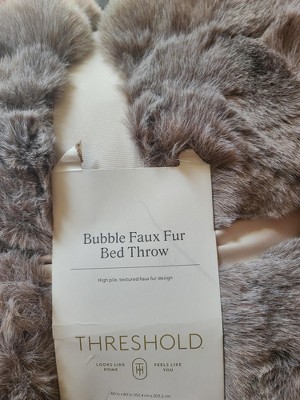 Bubble Faux Fur
Bed Throw
High pile, textured faux fur design
THRESHOLD
LOOKS LIKE
HOME
FEELS LIKE
YOU